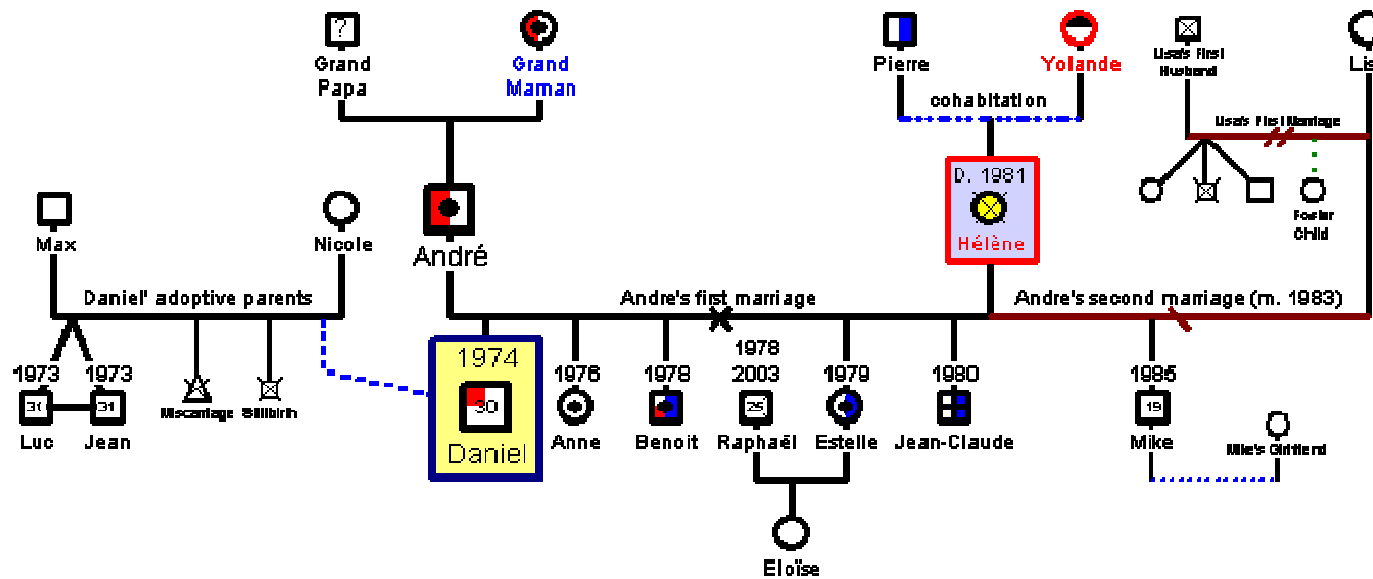 ?
Grand
Papa
Grand
Maman
Pierre
Yolande
Lisa's First
Husband
Lis
cohabitation
Lisa's First Marriage
D. 1981
Hélène
Foster
Child
Max
Nicole
André
Daniel' adoptive parents
Andre's first marriage
Andre's second marriage (m. 1983)
1973
1973
31
Luc
Jean
Miscarriage
Stillbirth
1974
30
Daniel
1976
Anne
1978
Benoit
1978
2003
25
Raphaël
1979
Estelle
1980
Jean-Claude
1985
19
Mike
Mike's Girlfriend
Eloïse